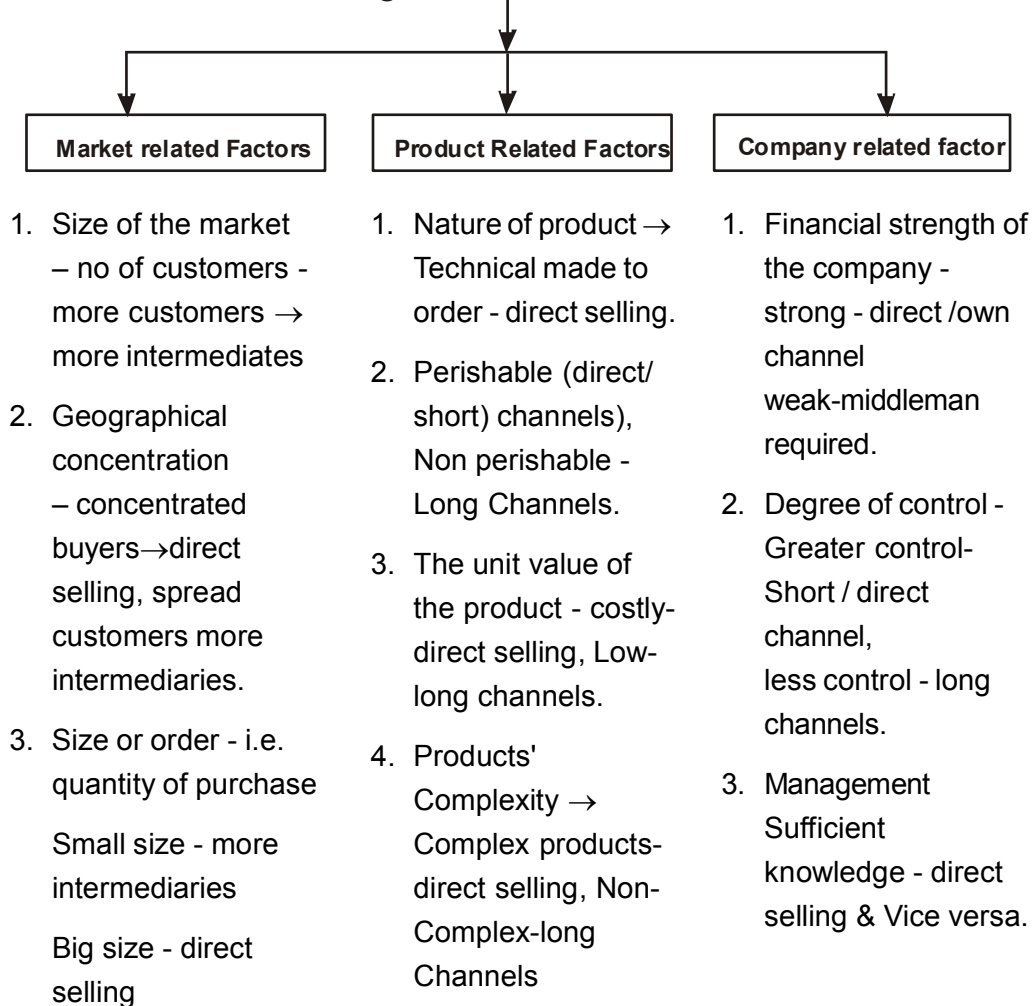 Market related Factors
1. Size of the market
– no of customers -
more customers →
more intermediates
2. Geographical
concentration
– concentrated
buyers→direct
selling, spread
customers more
intermediaries.
3. Size or order - i.e.
quantity of purchase
Small size - more
intermediaries
Big size - direct
selling
Product Related Factors
1. Nature of product →
Technical made to
order - direct selling.
2. Perishable (direct/
short) channels),
Non perishable -
Long Channels.
3. The unit value of
the product - costly-
direct selling, Low-
long channels.
4. Products'
Complexity →
Complex products-
direct selling, Non-
Complex-long
Channels
Company related factor
1. Financial strength of
the company -
strong - direct /own
channel
weak-middleman
required.
2. Degree of control -
Greater control-
Short / direct
channel,
less control - long
channels.
3. Management
Sufficient
knowledge - direct
selling & Vice versa.